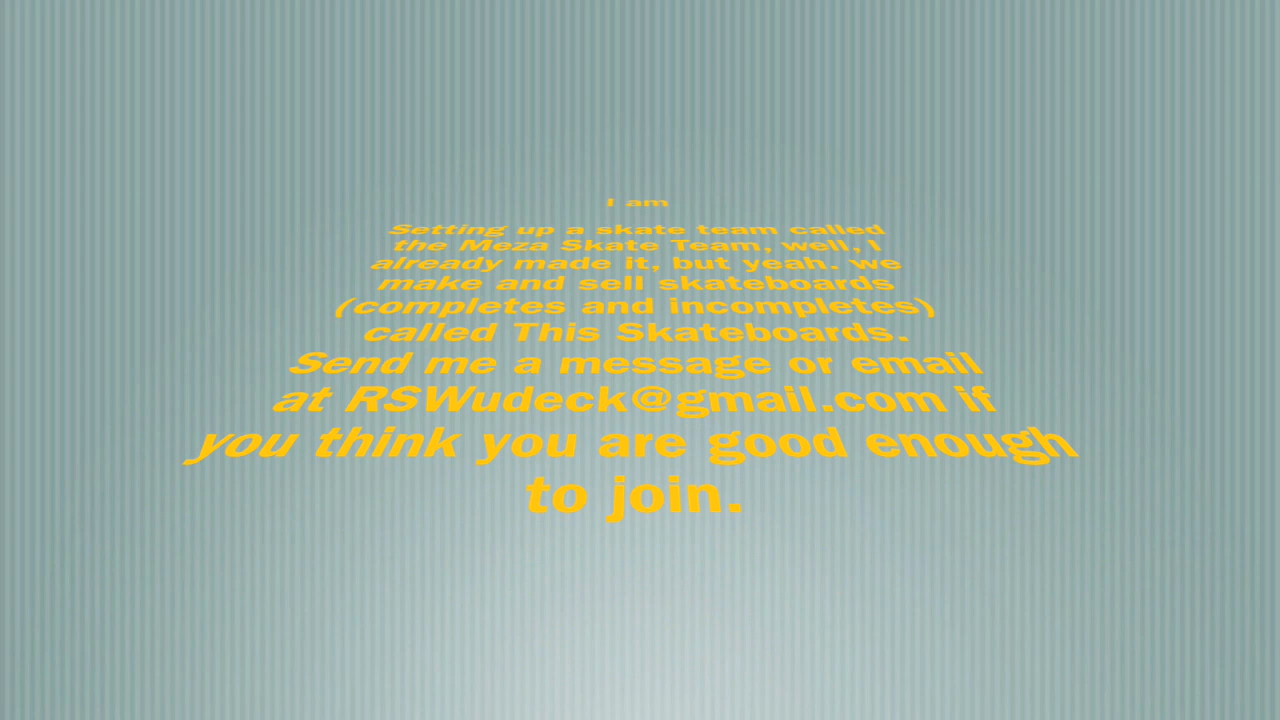 I am
Setting up a skate team called
the Meza Skate Team, well, I
already made it, but yeah. we
make and sell skateboards
(completes and incompletes)
called This Skateboards.
Send me a message or email
at RSWudeck@gmail.com if
you think you are good enough
to join.